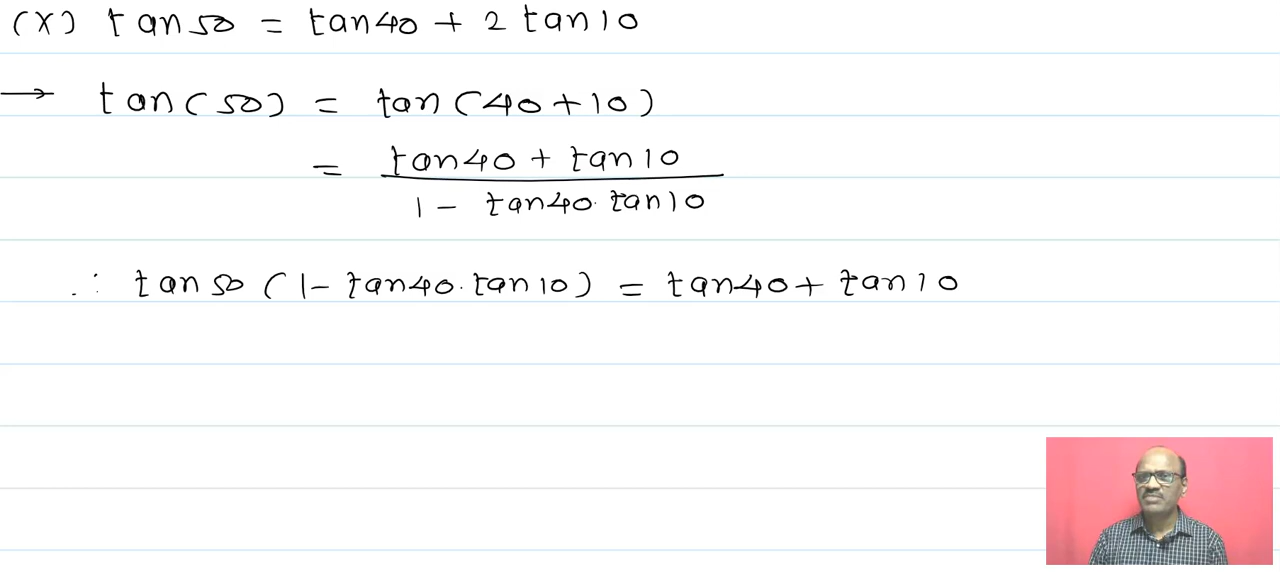 (x) tan50 = tan40 + 2 tan10
→ tan(50) = tan(40+10)
= tan40 + tan10
1 - tan40. tan10
∴ tan50 (1- tan40. tan10) = tan40+ tan10